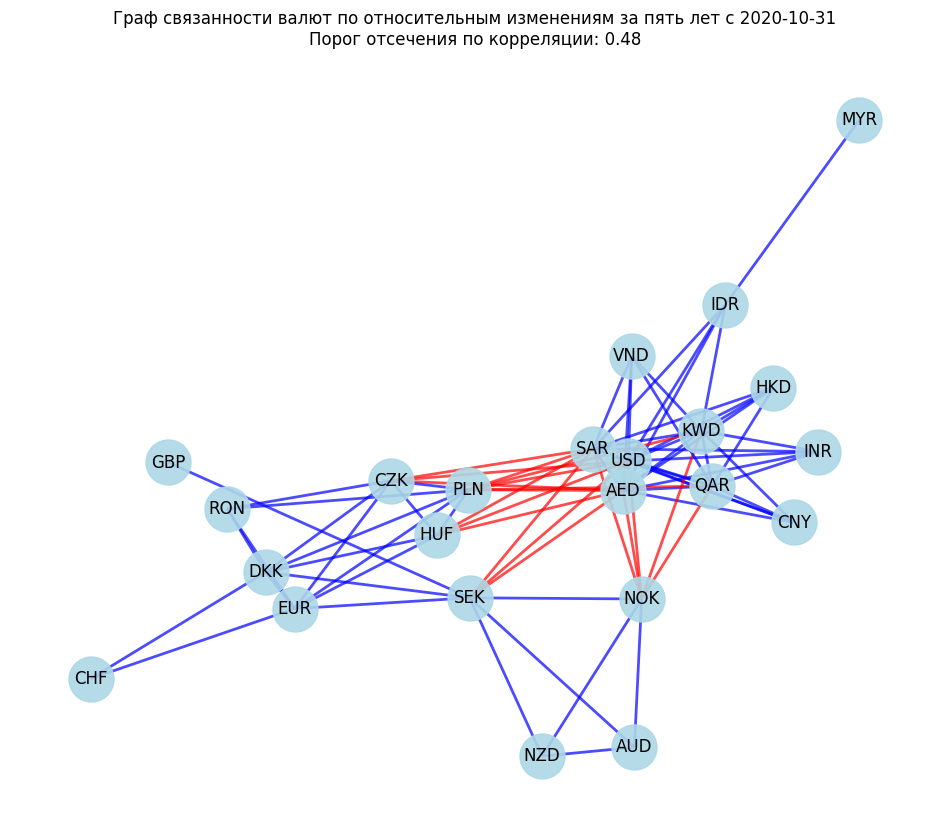 Граф связанности валют по относительным изменениям за пять лет с 2020-10-31
Порог отсечения по корреляции: 0.48
MYR
IDR
VND
HKD
KWD
SAR
INR
USD
GBP
CZK
QAR
PLN
AED
RON
CNY
HUF
DKK
SEK
NOK
EUR
CHF
AUD
NZD